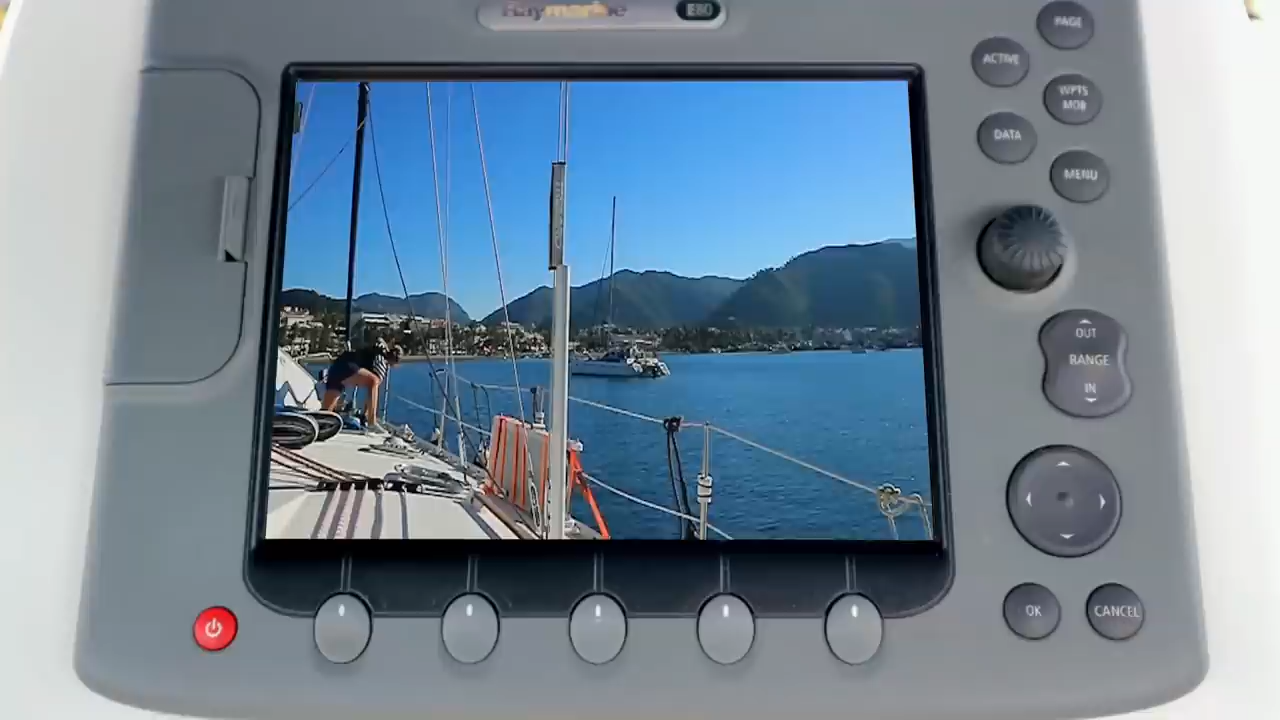 Raymarine E80
PAGE
ACTIVE
WPTS
MOB
DATA
MENU
OUT
RANGE
IN
OK
CANCEL